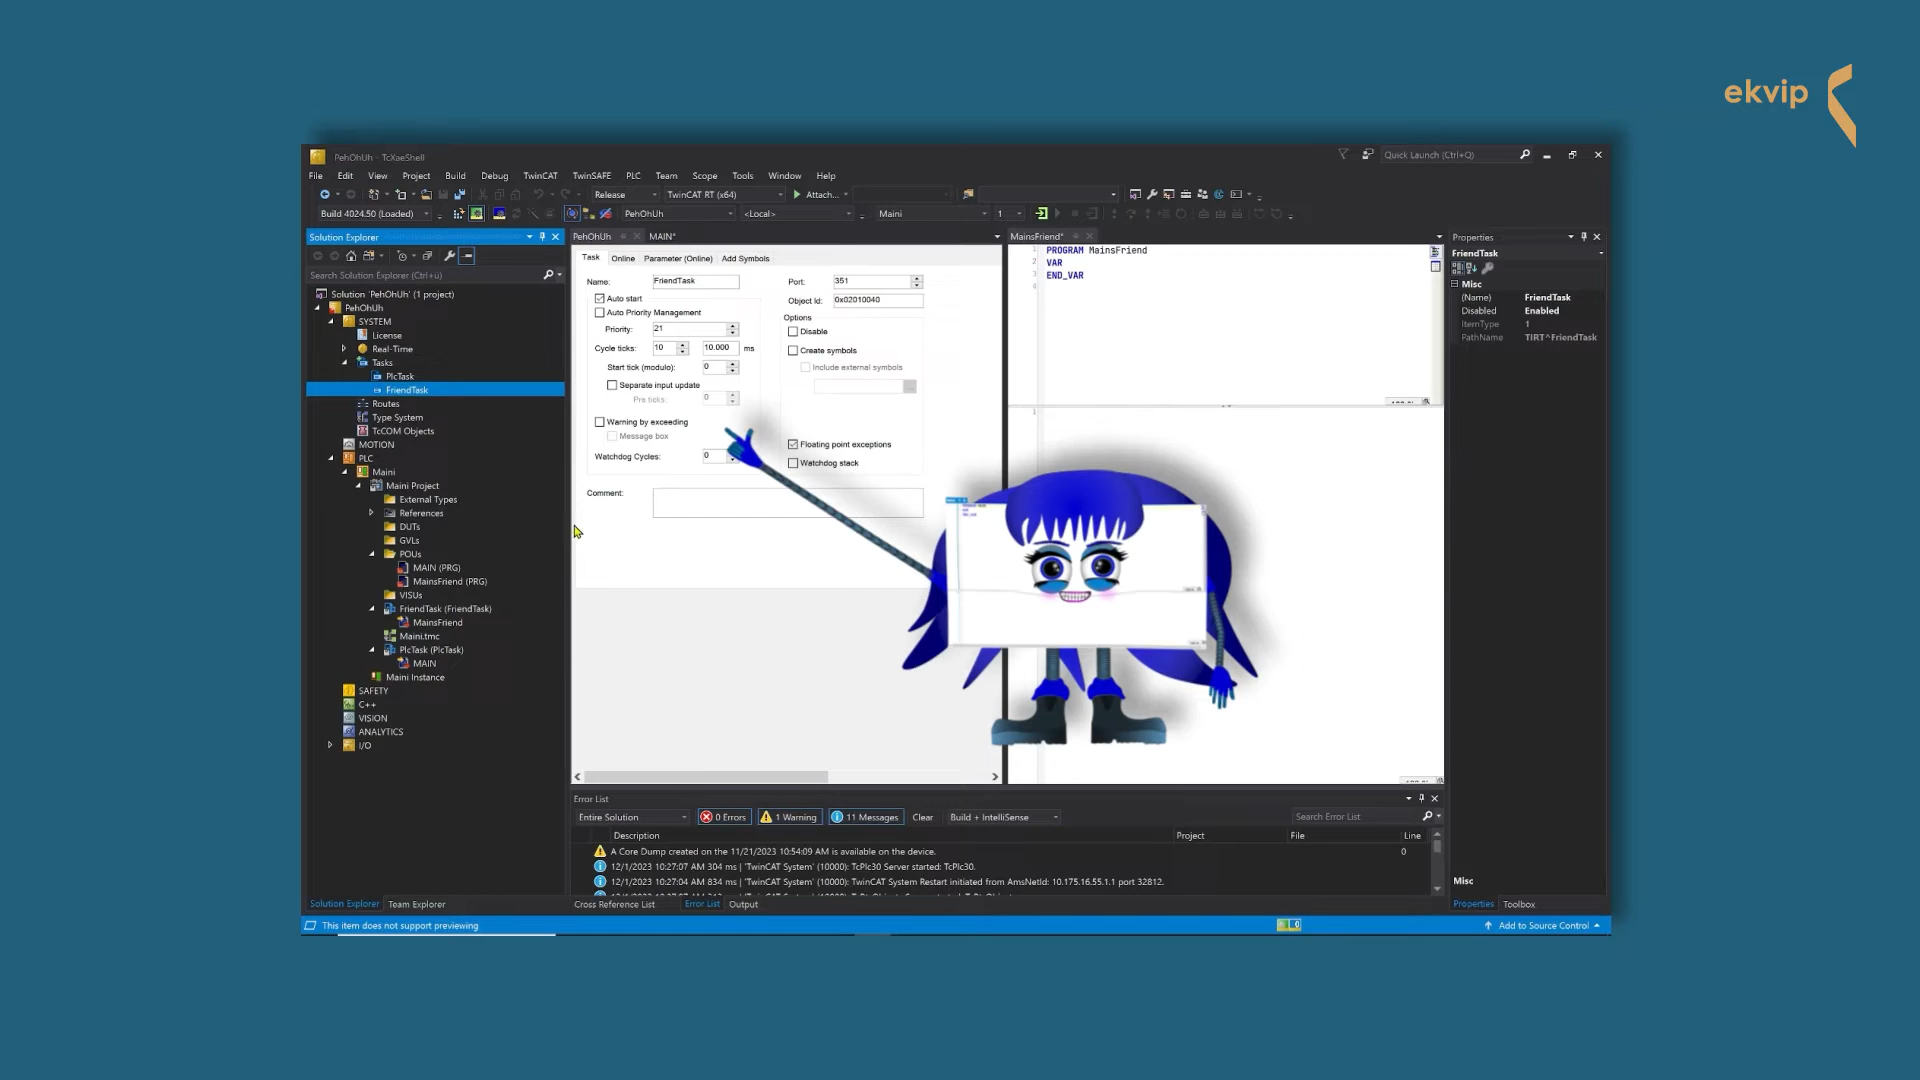 ekvip
PehOhUh - TcXaeShell
Quick Launch (Ctrl+Q)
File Edit View Project Build Debug TwinCAT TwinSAFE PLC Team Scope Tools Window Help
Release TwinCAT RT (x64) Attach...
Build 4024.50 (Loaded) PehOhUh <Local> Maini 1
Solution Explorer
Search Solution Explorer (Ctrl+ü)
Solution 'PehOhUh' (1 project)
PehOhUh
SYSTEM
License
Real-Time
Tasks
PlcTask
FriendTask
Routes
Type System
TcCOM Objects
MOTION
PLC
Maini
Maini Project
External Types
References
DUTs
GVLs
POUs
MAIN (PRG)
MainsFriend (PRG)
VISUs
FriendTask (FriendTask)
MainsFriend
Maini.tmc
PlcTask (PlcTask)
MAIN
Maini Instance
SAFETY
C++
VISION
ANALYTICS
I/O
Solution Explorer Team Explorer
PehOhUh MAIN*
Task Online Parameter (Online) Add Symbols
Name: FriendTask Port: 351
Auto start Object Id: 0x02010040
Auto Priority Management Options
Priority: 21 Disable
Cycle ticks: 10 10.000 ms Create symbols
Start tick (modulo): 0 Include external symbols
Separate input update
Pre ticks: 0
Warning by exceeding
Message box Floating point exceptions
Watchdog Cycles: 0 Watchdog stack
Comment:
MainsFriend*
1 PROGRAM MainsFriend
2 VAR
3 END_VAR
4
1
Properties
FriendTask
Misc
(Name) FriendTask
Disabled Enabled
ItemType 1
PathName TIRT^FriendTask
Misc
Properties Toolbox
Error List
Entire Solution 0 Errors 1 Warning 11 Messages Clear Build + IntelliSense Search Error List
Description Project File Line
A Core Dump created on the 11/21/2023 10:54:09 AM is available on the device. 0
12/1/2023 10:27:07 AM 304 ms | 'TwinCAT System' (10000): TcPlc30 Server started: TcPlc30.
12/1/2023 10:27:04 AM 834 ms | 'TwinCAT System' (10000): TwinCAT System Restart initiated from AmsNetId: 10.175.16.55.1.1 port 32812.
Cross Reference List Error List Output
This item does not support previewing
Add to Source Control